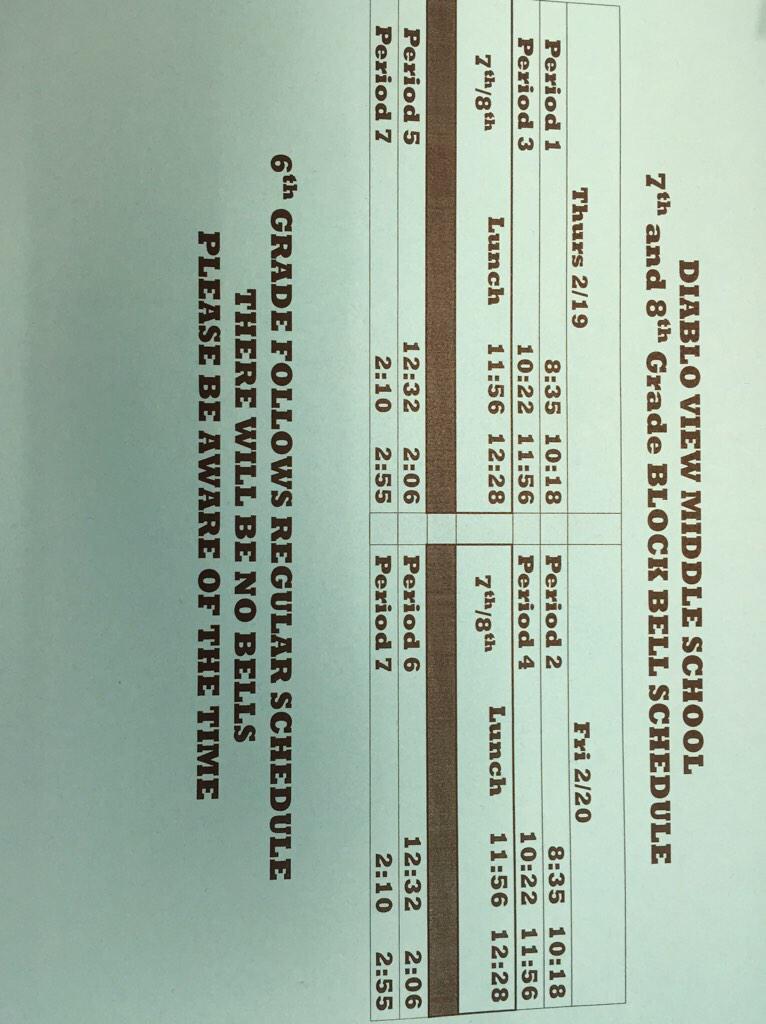 DIABLO VIEW MIDDLE SCHOOL
7th and 8th Grade BLOCK BELL SCHEDULE
Thurs 2/19 Fri 2/20
Period 1 8:35 10:18 Period 2 8:35 10:18
Period 3 10:22 11:56 Period 4 10:22 11:56
7th/8th Lunch 11:56 12:28 7th/8th Lunch 11:56 12:28
Period 5 12:32 2:06 Period 6 12:32 2:06
Period 7 2:10 2:55 Period 7 2:10 2:55
6th GRADE FOLLOWS REGULAR SCHEDULE
THERE WILL BE NO BELLS
PLEASE BE AWARE OF THE TIME